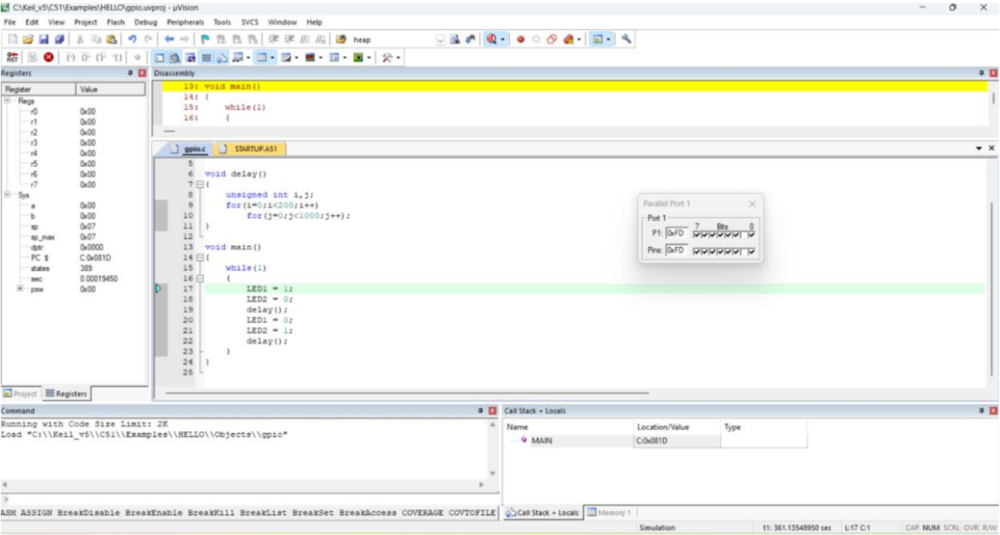 C:\Keil_v5\C51\Examples\HELLO\gpio.uvproj - µVision
File Edit View Project Flash Debug Peripherals Tools SVCS Window Help
heap
Registers
Register Value
Regs
r0 0x00
r1 0x00
r2 0x00
r3 0x00
r4 0x00
r5 0x00
r6 0x00
r7 0x00
Sys
a 0x00
b 0x00
sp 0x07
sp_max 0x07
dptr 0x0000
PC $ C:0x081D
states 389
sec 0.00019450
psw 0x00
Project Registers
Disassembly
13: void main()
14: {
15: while(1)
16: {
gpio.c STARTUP.A51
5
6 void delay()
7 {
8 unsigned int i,j;
9 for(i=0;i<200;i++)
10 for(j=0;j<1000;j++);
11 }
12
13 void main()
14 {
15 while(1)
16 {
17 LED1 = 1;
18 LED2 = 0;
19 delay();
20 LED1 = 0;
21 LED2 = 1;
22 delay();
23 }
24 }
25
Parallel Port 1
Port 1
7 Bits 0
P1: 0xFD
Pins: 0xFD
Command
Running with Code Size Limit: 2K
Load "C:\\Keil_v5\\C51\\Examples\\HELLO\\Objects\\gpio"
>
ASM ASSIGN BreakDisable BreakEnable BreakKill BreakList BreakSet BreakAccess COVERAGE COVTOFILE
Call Stack + Locals
Name Location/Value Type
MAIN C:0x081D
Call Stack + Locals Memory 1
Simulation t1: 361.13548950 sec L:17 C:1 CAP NUM SCRL OVR R/W